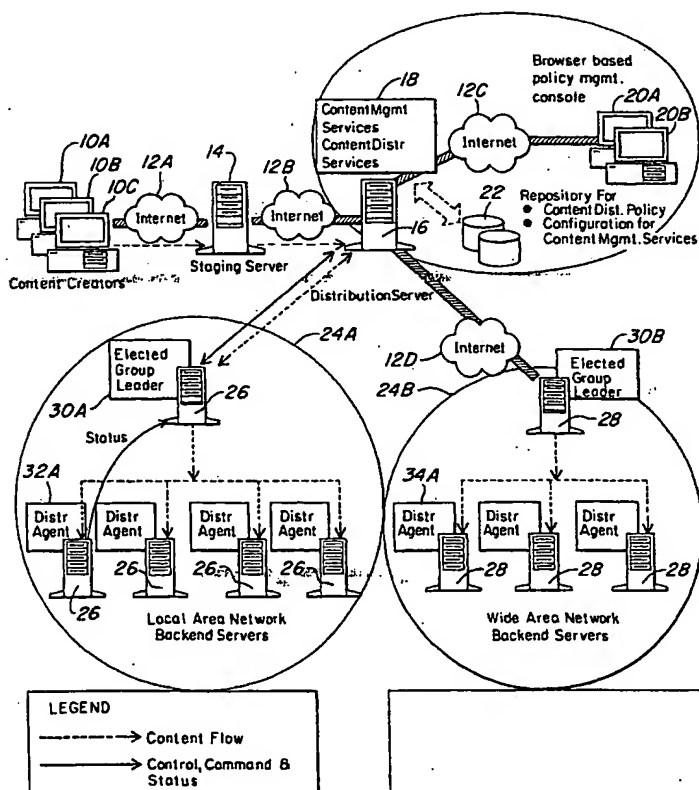 Browser based
policy mgmt.
console
18
12C
20A
20B
ContentMgmt
Services
ContentDistr
Services
Internet
10A
10B
10C
12A
14
12B
Internet
Internet
22
16
Repository For
Content Dist. Policy
Configuration for
Content Mgmt. Services
Content Creators
Staging Server
Distribution Server
24A
12D
Internet
30B
24B
Elected
Group
Leader
30A
26
Elected
Group
Leader
28
Status
32A
34A
Distr
Agent
Distr
Agent
Distr
Agent
Distr
Agent
Distr
Agent
Distr
Agent
Distr
Agent
26
26
26
26
28
28
28
Local Area Network
Backend Servers
Wide Area Network
Backend Servers
LEGEND
Content Flow
Control, Command &
Status